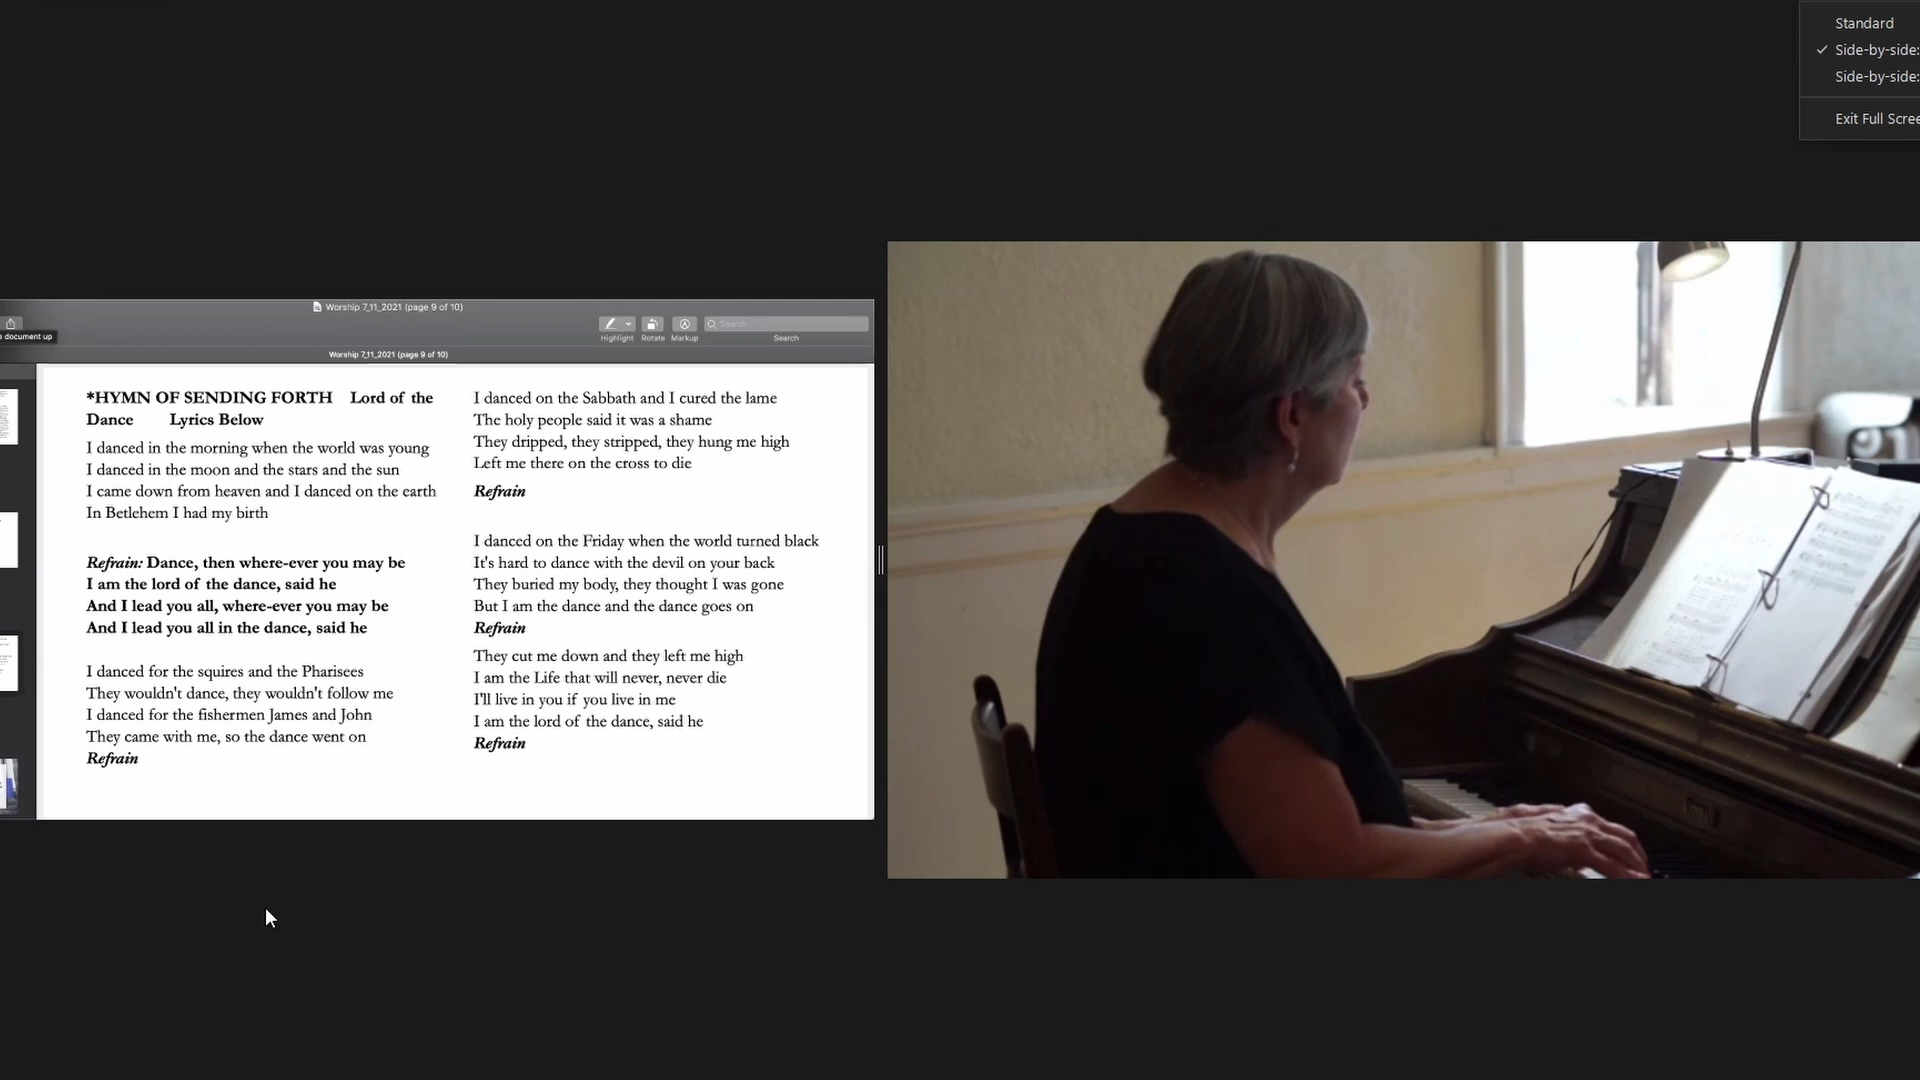 Standard
Side-by-side:
Side-by-side:
Exit Full Scree
Worship 7_11_2021 (page 9 of 10)
e document up
Highlight
Rotate
Markup
Search
Search
Worship 7_11_2021 (page 9 of 10)
*HYMN OF SENDING FORTH Lord of the
Dance Lyrics Below
I danced in the morning when the world was young
I danced in the moon and the stars and the sun
I came down from heaven and I danced on the earth
In Betlehem I had my birth
Refrain: Dance, then where-ever you may be
I am the lord of the dance, said he
And I lead you all, where-ever you may be
And I lead you all in the dance, said he
I danced for the squires and the Pharisees
They wouldn't dance, they wouldn't follow me
I danced for the fishermen James and John
They came with me, so the dance went on
Refrain
I danced on the Sabbath and I cured the lame
The holy people said it was a shame
They dripped, they stripped, they hung me high
Left me there on the cross to die
Refrain
I danced on the Friday when the world turned black
It's hard to dance with the devil on your back
They buried my body, they thought I was gone
But I am the dance and the dance goes on
Refrain
They cut me down and they left me high
I am the Life that will never, never die
I'll live in you if you live in me
I am the lord of the dance, said he
Refrain